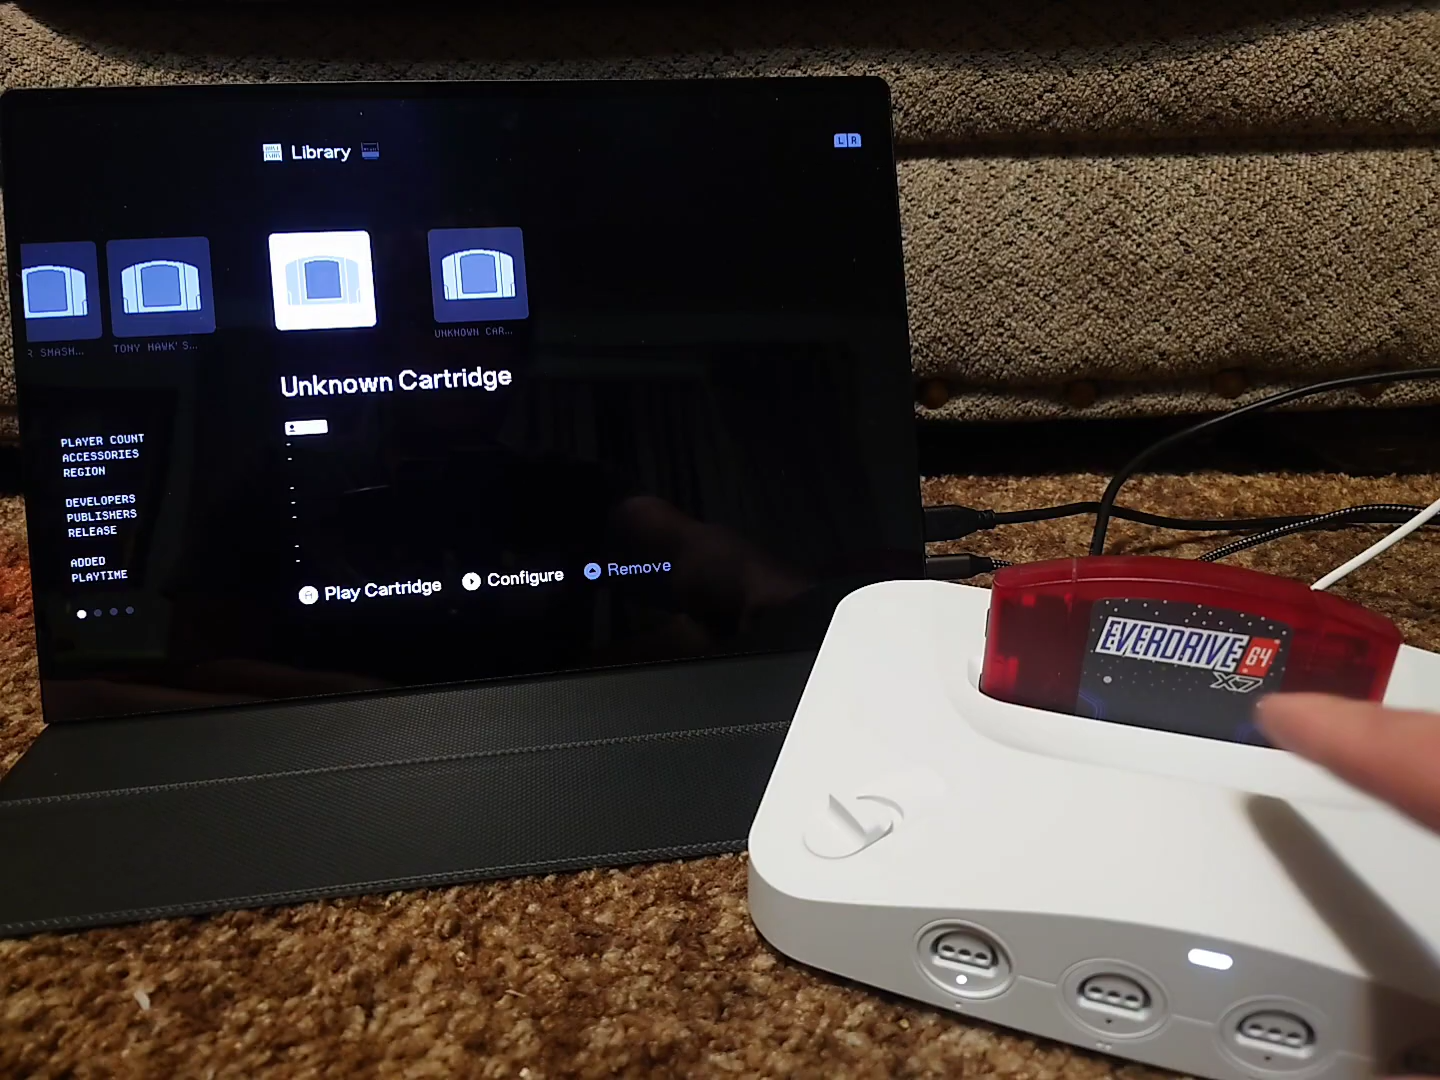 Library
L R
R SMASH...
TONY HAWK'S...
UNKNOWN CAR...
Unknown Cartridge
PLAYER COUNT
ACCESSORIES
REGION
DEVELOPERS
PUBLISHERS
RELEASE
ADDED
PLAYTIME
A Play Cartridge
Configure
Remove
EVERDRIVE 64
X7